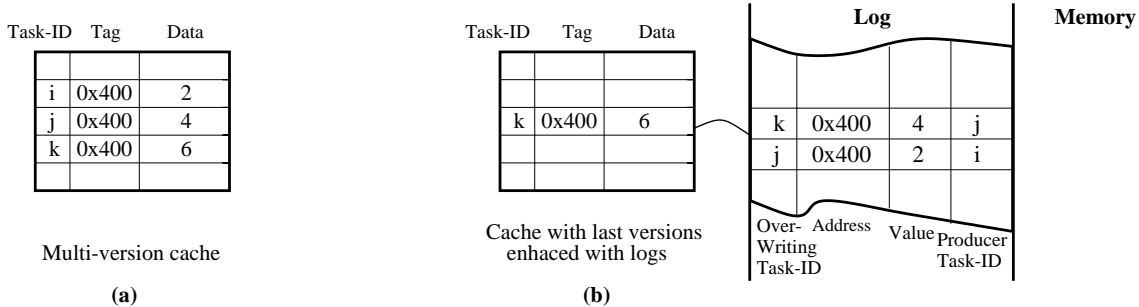 Task-ID Tag Data
i 0x400 2
j 0x400 4
k 0x400 6
Multi-version cache
(a)
Task-ID Tag Data
k 0x400 6
Cache with last versions
enhaced with logs
(b)
Log
Memory
k 0x400 4 j
j 0x400 2 i
Over-
Writing
Task-ID
Address
Value
Producer
Task-ID